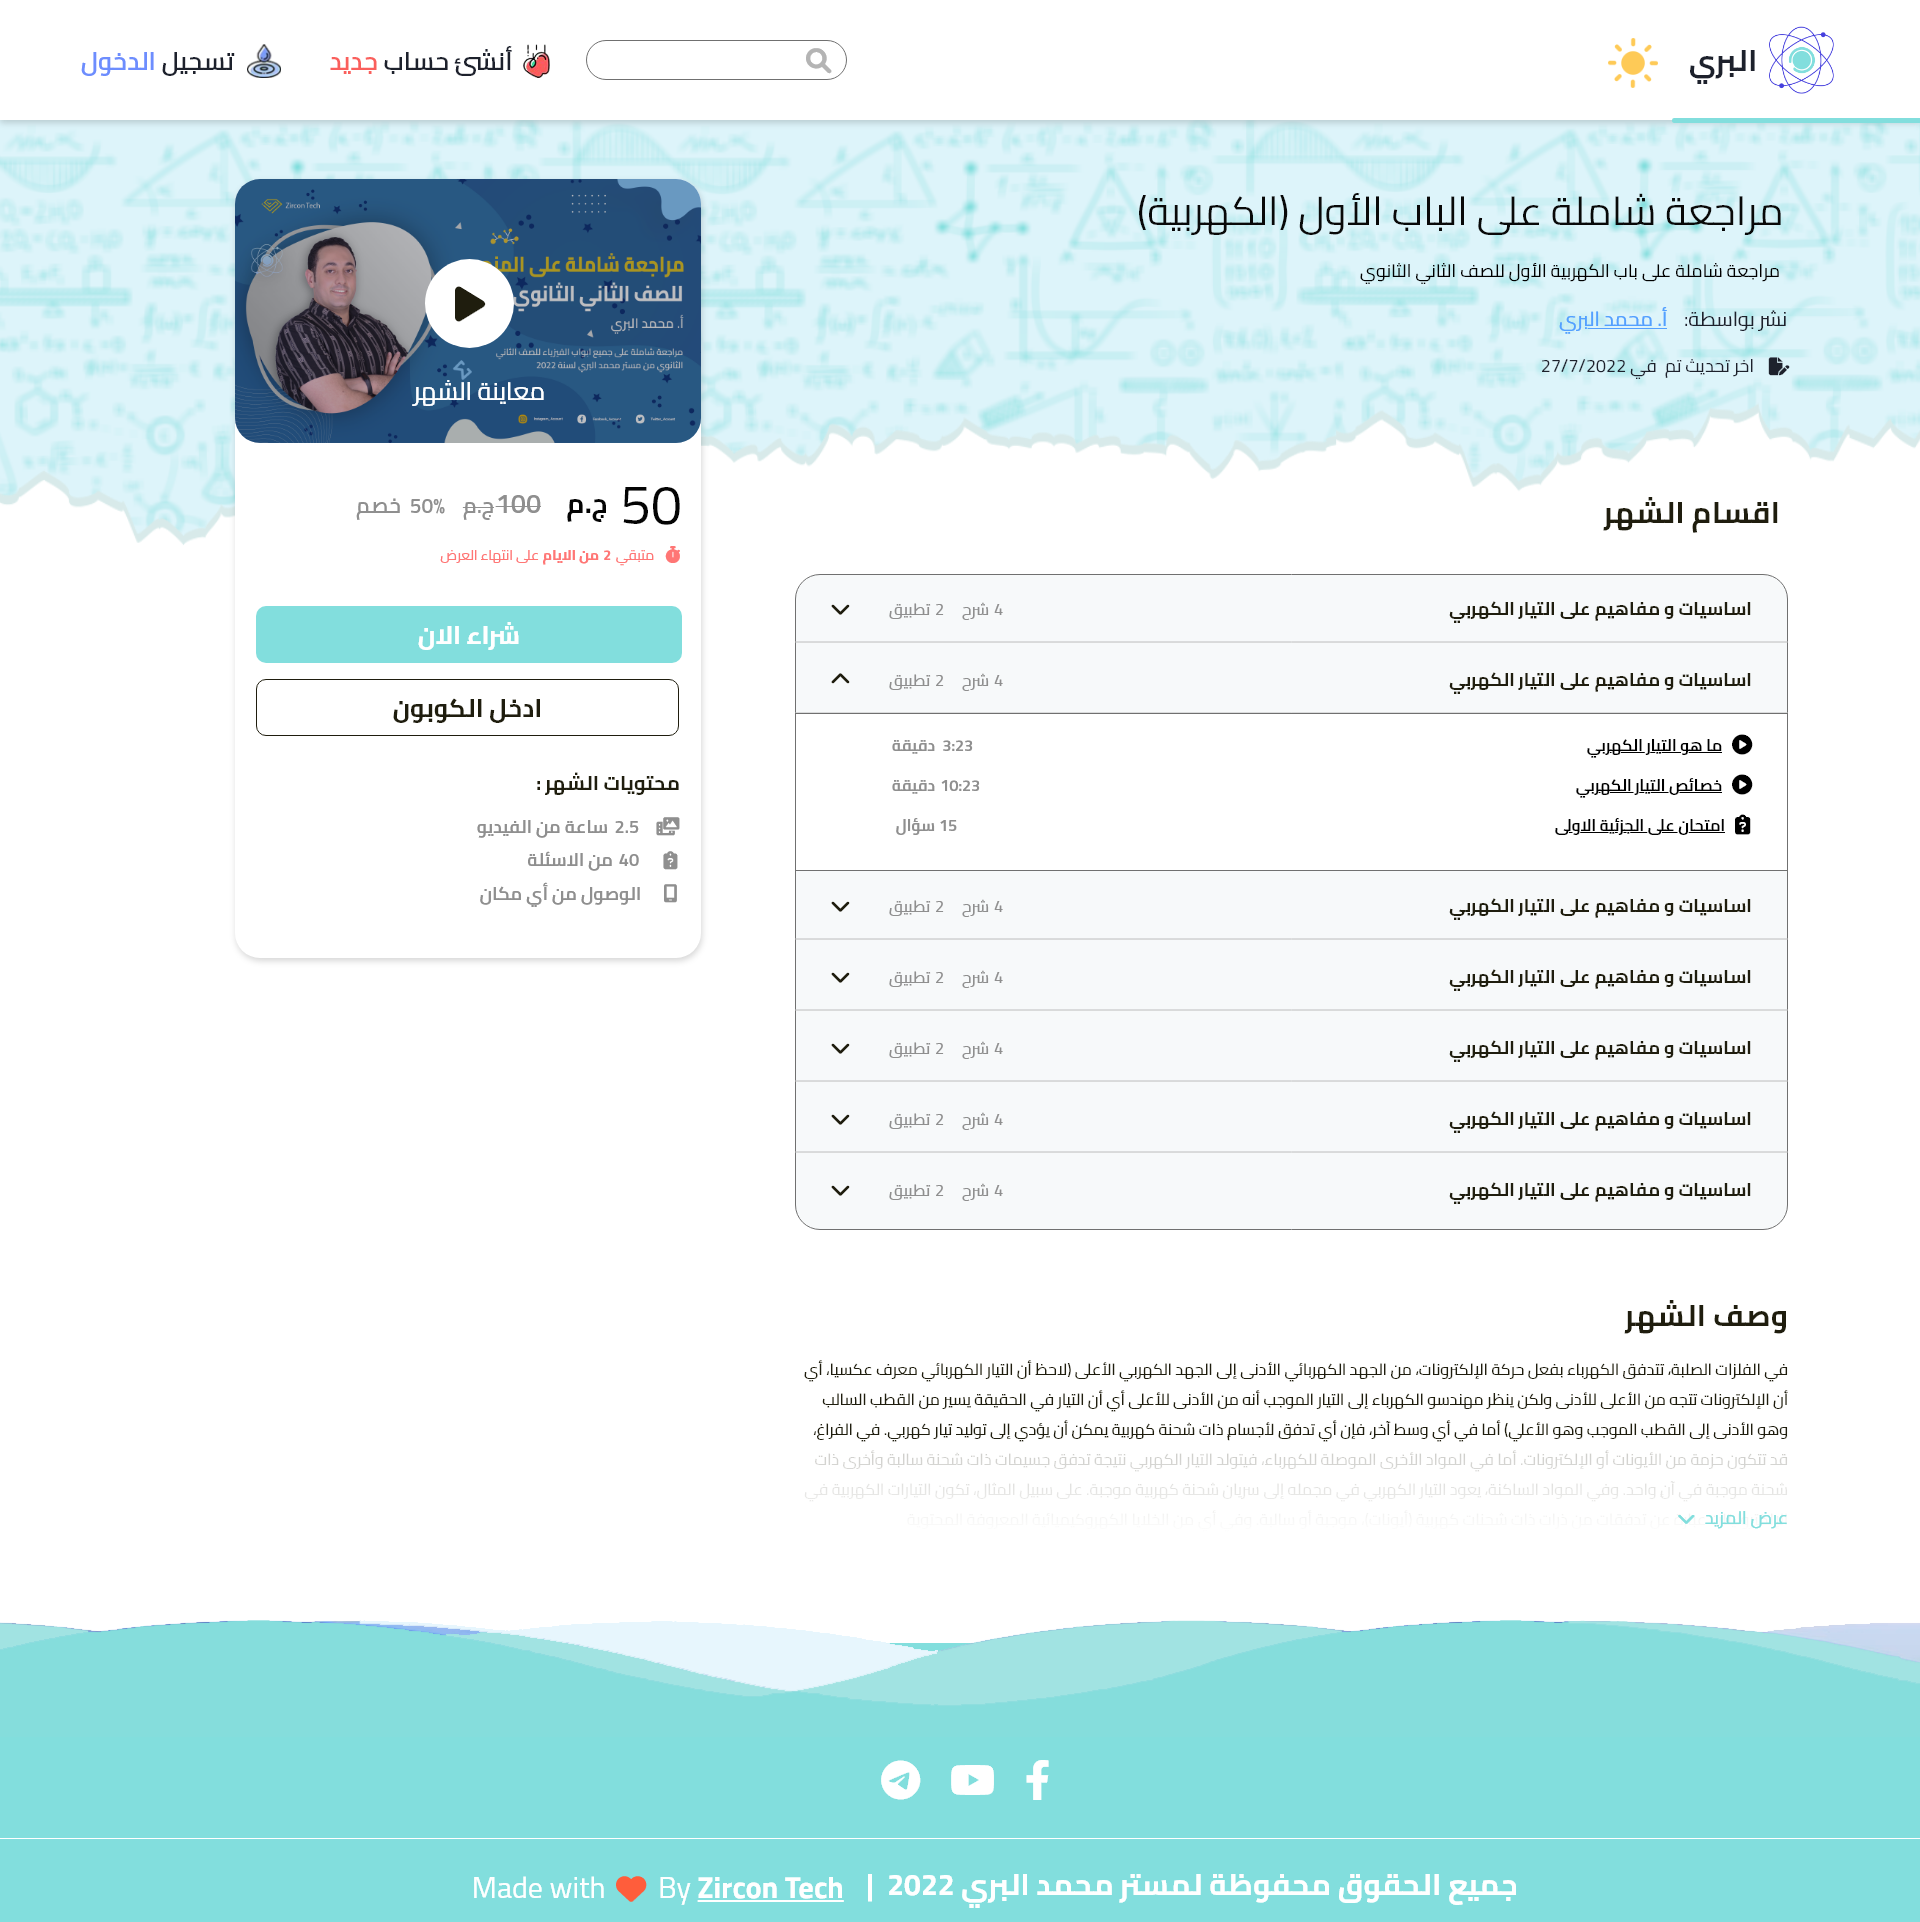 البري
أنشئ حساب جديد
تسجيل الدخول
مراجعة شاملة على الباب الأول (الكهربية)
مراجعة شاملة على باب الكهربية الأول للصف الثاني الثانوي
نشر بواسطة: أ. محمد البري
اخر تحديث تم في 27/7/2022
Zircon Tech
مراجعة شاملة على
للصف الثاني الثانوي
أ. محمد البري
مراجعة شاملة على جميع ابواب الفيزياء للصف الثاني
الثانوي من مستر محمد البري لسنة 2022
معاينة الشهر
50 ج.م 100ج.م 50% خصم
متبقي 2 من الايام على انتهاء العرض
شراء الان
ادخل الكوبون
محتويات الشهر :
2.5 ساعة من الفيديو
40 من الاسئلة
الوصول من أي مكان
اقسام الشهر
اساسيات و مفاهيم على التيار الكهربي 4 شرح 2 تطبيق
اساسيات و مفاهيم على التيار الكهربي 4 شرح 2 تطبيق
ما هو التيار الكهربي 3:23 دقيقة
خصائص التيار الكهربي 10:23 دقيقة
امتحان على الجزئية الاولى 15 سؤال
اساسيات و مفاهيم على التيار الكهربي 4 شرح 2 تطبيق
اساسيات و مفاهيم على التيار الكهربي 4 شرح 2 تطبيق
اساسيات و مفاهيم على التيار الكهربي 4 شرح 2 تطبيق
اساسيات و مفاهيم على التيار الكهربي 4 شرح 2 تطبيق
اساسيات و مفاهيم على التيار الكهربي 4 شرح 2 تطبيق
وصف الشهر
في الفلزات الصلبة، تتدفق الكهرباء بفعل حركة الإلكترونات، من الجهد الكهربائي الأدنى إلى الجهد الكهربي الأعلى (لاحظ أن التيار الكهربائي معرف عكسيا، أي
أن الإلكترونات تتجه من الأعلى للأدنى ولكن ينظر مهندسو الكهرباء إلى التيار الموجب أنه من الأدنى للأعلى أي أن التيار في الحقيقة يسير من القطب السالب
وهو الأدنى إلى القطب الموجب وهو الأعلي) أما في أي وسط آخر، فإن أي تدفق لأجسام ذات شحنة كهربية يمكن أن يؤدي إلى توليد تيار كهربي. في الفراغ،
قد تتكون حزمة من الأيونات أو الإلكترونات. أما في المواد الأخرى الموصلة للكهرباء، فيتولد التيار الكهربي نتيجة تدفق جسيمات ذات شحنة سالبة وأخرى ذات
شحنة موجبة في آن واحد. وفي المواد الساكنة، يعود التيار الكهربي في مجمله إلى سريان شحنة كهربية موجبة. على سبيل المثال، تكون التيارات الكهربية في
عرض المزيد
جميع الحقوق محفوظة لمستر محمد البري 2022 | Made with By Zircon Tech